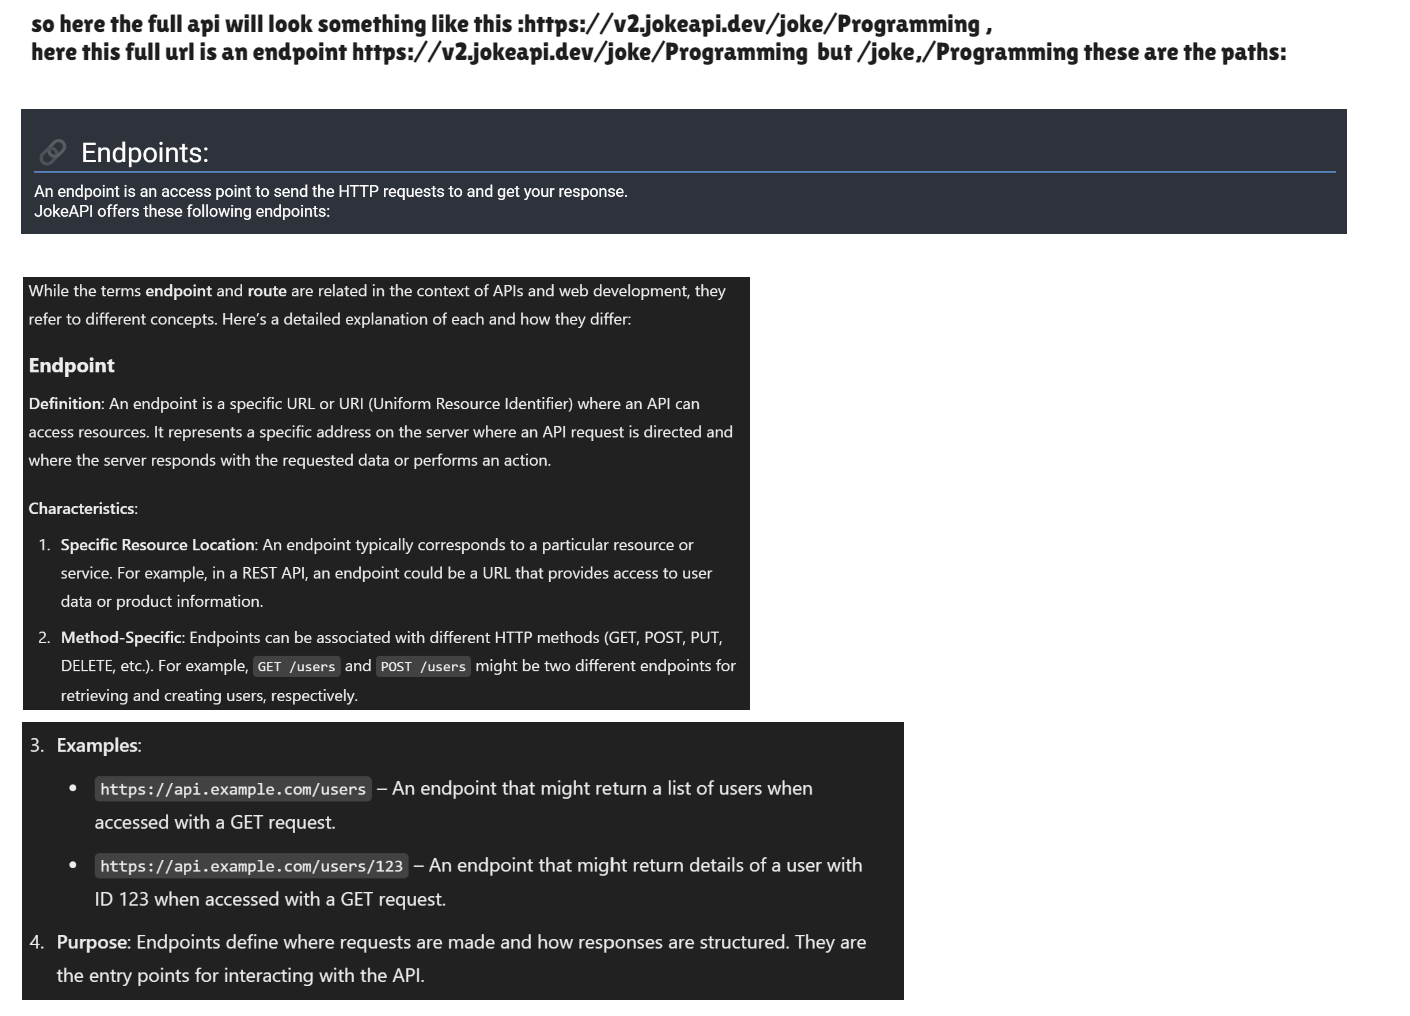 so here the full api will look something like this :https://v2.jokeapi.dev/joke/Programming ,
here this full url is an endpoint https://v2.jokeapi.dev/joke/Programming  but /joke,/Programming these are the paths:
Endpoints:
An endpoint is an access point to send the HTTP requests to and get your response.
JokeAPI offers these following endpoints:
While the terms endpoint and route are related in the context of APIs and web development, they
refer to different concepts. Here's a detailed explanation of each and how they differ:
Endpoint
Definition: An endpoint is a specific URL or URI (Uniform Resource Identifier) where an API can
access resources. It represents a specific address on the server where an API request is directed and
where the server responds with the requested data or performs an action.
Characteristics:
1. Specific Resource Location: An endpoint typically corresponds to a particular resource or
service. For example, in a REST API, an endpoint could be a URL that provides access to user
data or product information.
2. Method-Specific: Endpoints can be associated with different HTTP methods (GET, POST, PUT,
DELETE, etc.). For example, GET /users and POST /users might be two different endpoints for
retrieving and creating users, respectively.
3. Examples:
• https://api.example.com/users – An endpoint that might return a list of users when
accessed with a GET request.
• https://api.example.com/users/123 – An endpoint that might return details of a user with
ID 123 when accessed with a GET request.
4. Purpose: Endpoints define where requests are made and how responses are structured. They are
the entry points for interacting with the API.